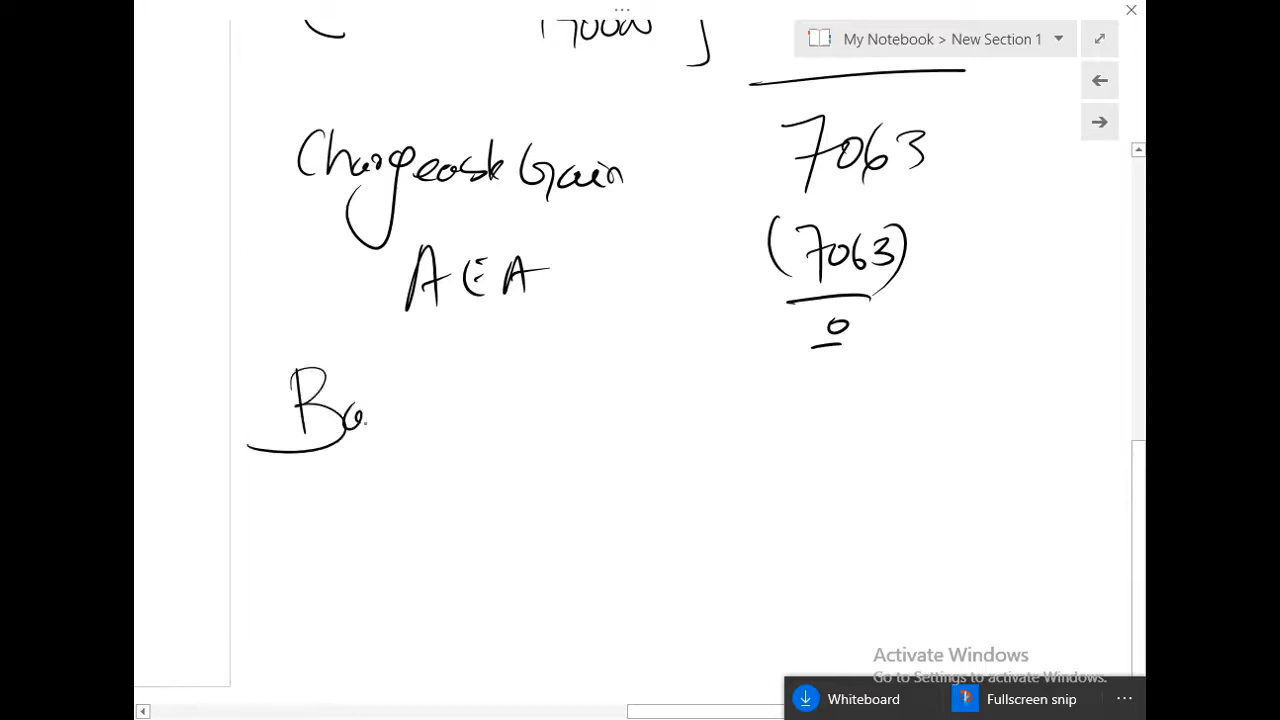 My Notebook > New Section 1
Chargeable Gain 7063
AEA (7063)
0
Activate Windows
Go to Settings to activate Windows.
Whiteboard
Fullscreen snip